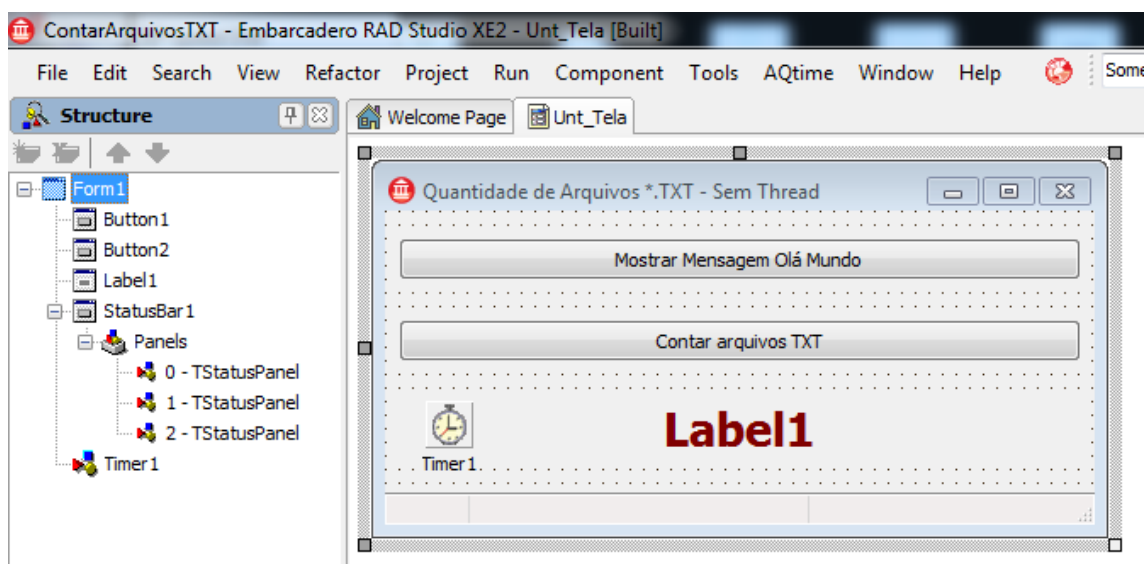 ContarArquivosTXT - Embarcadero RAD Studio XE2 - Unt_Tela [Built]
File Edit Search View Refactor Project Run Component Tools AQtime Window Help Some
Structure
Welcome Page Unt_Tela
Form1
Button1
Button2
Label1
StatusBar1
Panels
0 - TStatusPanel
1 - TStatusPanel
2 - TStatusPanel
Timer1
Quantidade de Arquivos *.TXT - Sem Thread
Mostrar Mensagem Olá Mundo
Contar arquivos TXT
Label1
Timer1